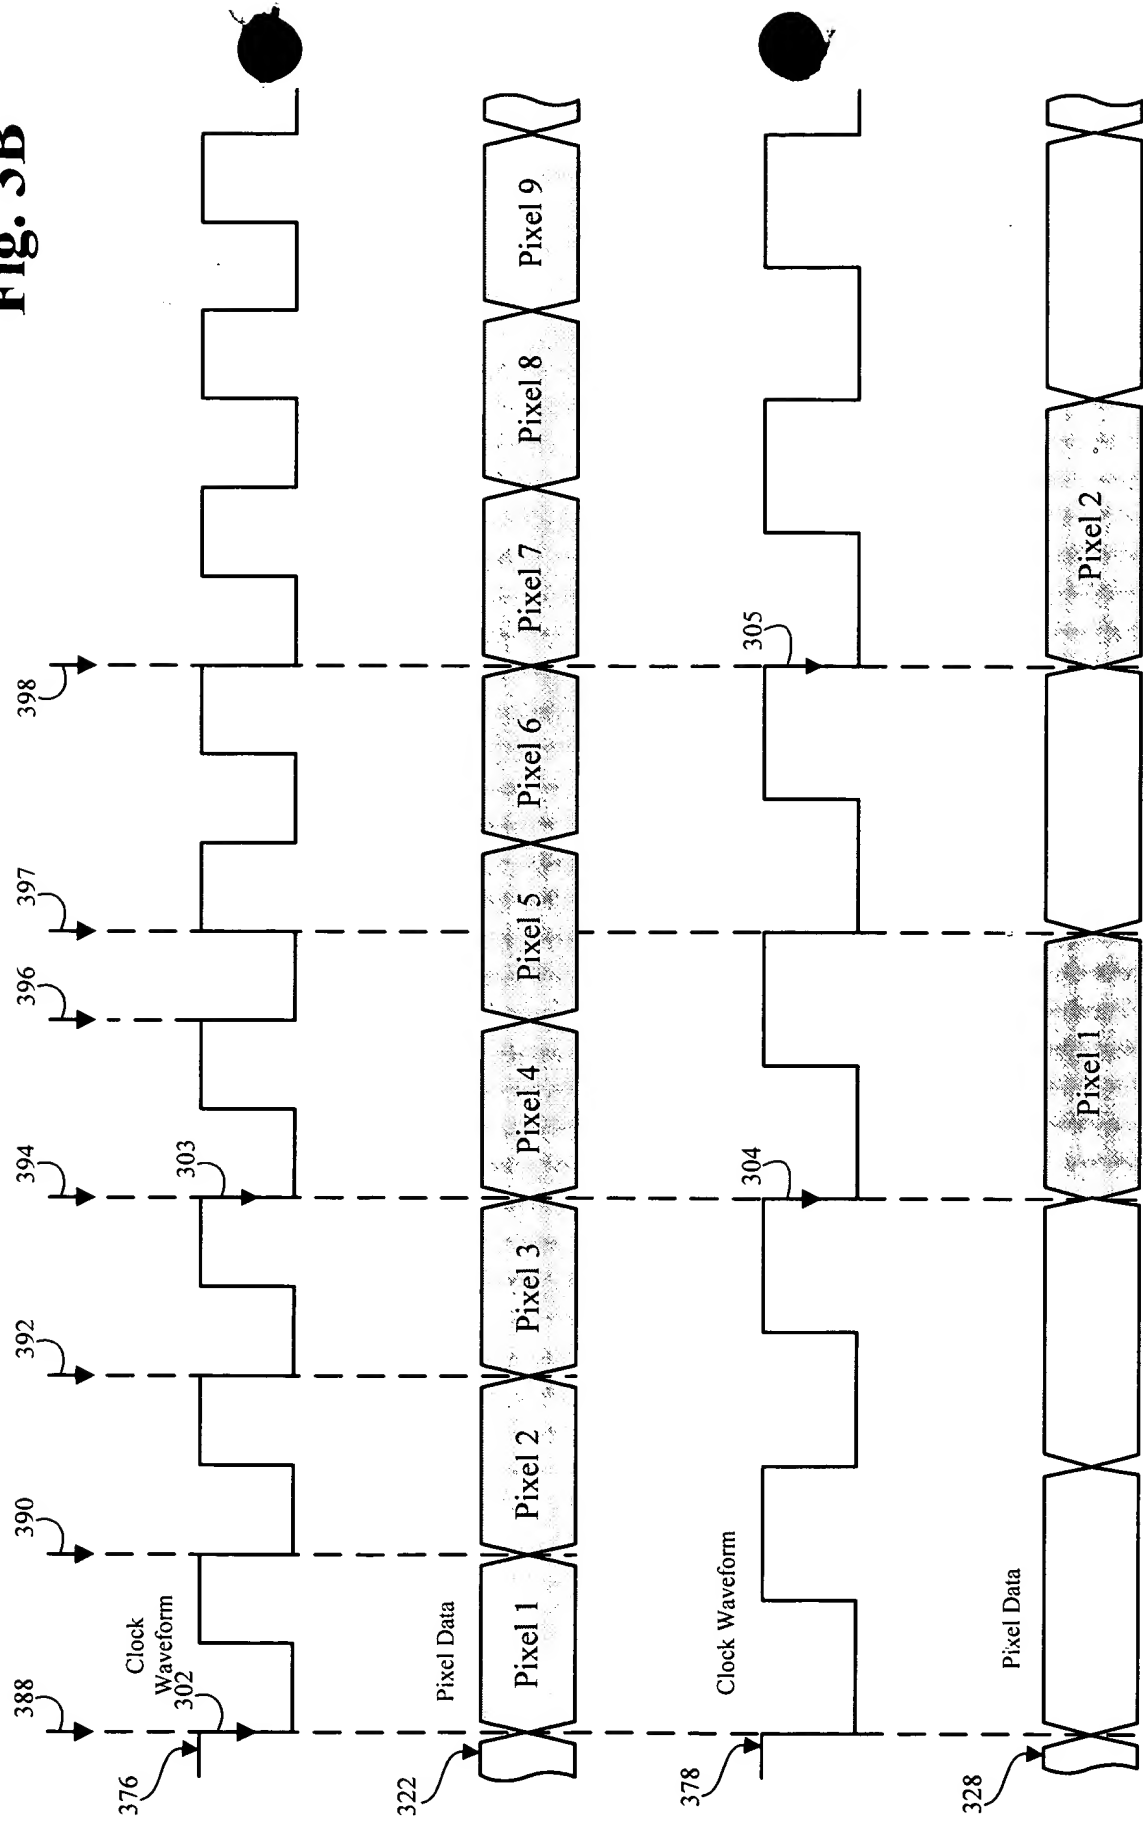 Fig. 3B
388
390
392
394
396
397
398
376
Clock
Waveform
302
303
322
Pixel Data
Pixel 1
Pixel 2
Pixel 3
Pixel 4
Pixel 5
Pixel 6
Pixel 7
Pixel 8
Pixel 9
378
Clock Waveform
304
305
328
Pixel Data
Pixel 1
Pixel 2